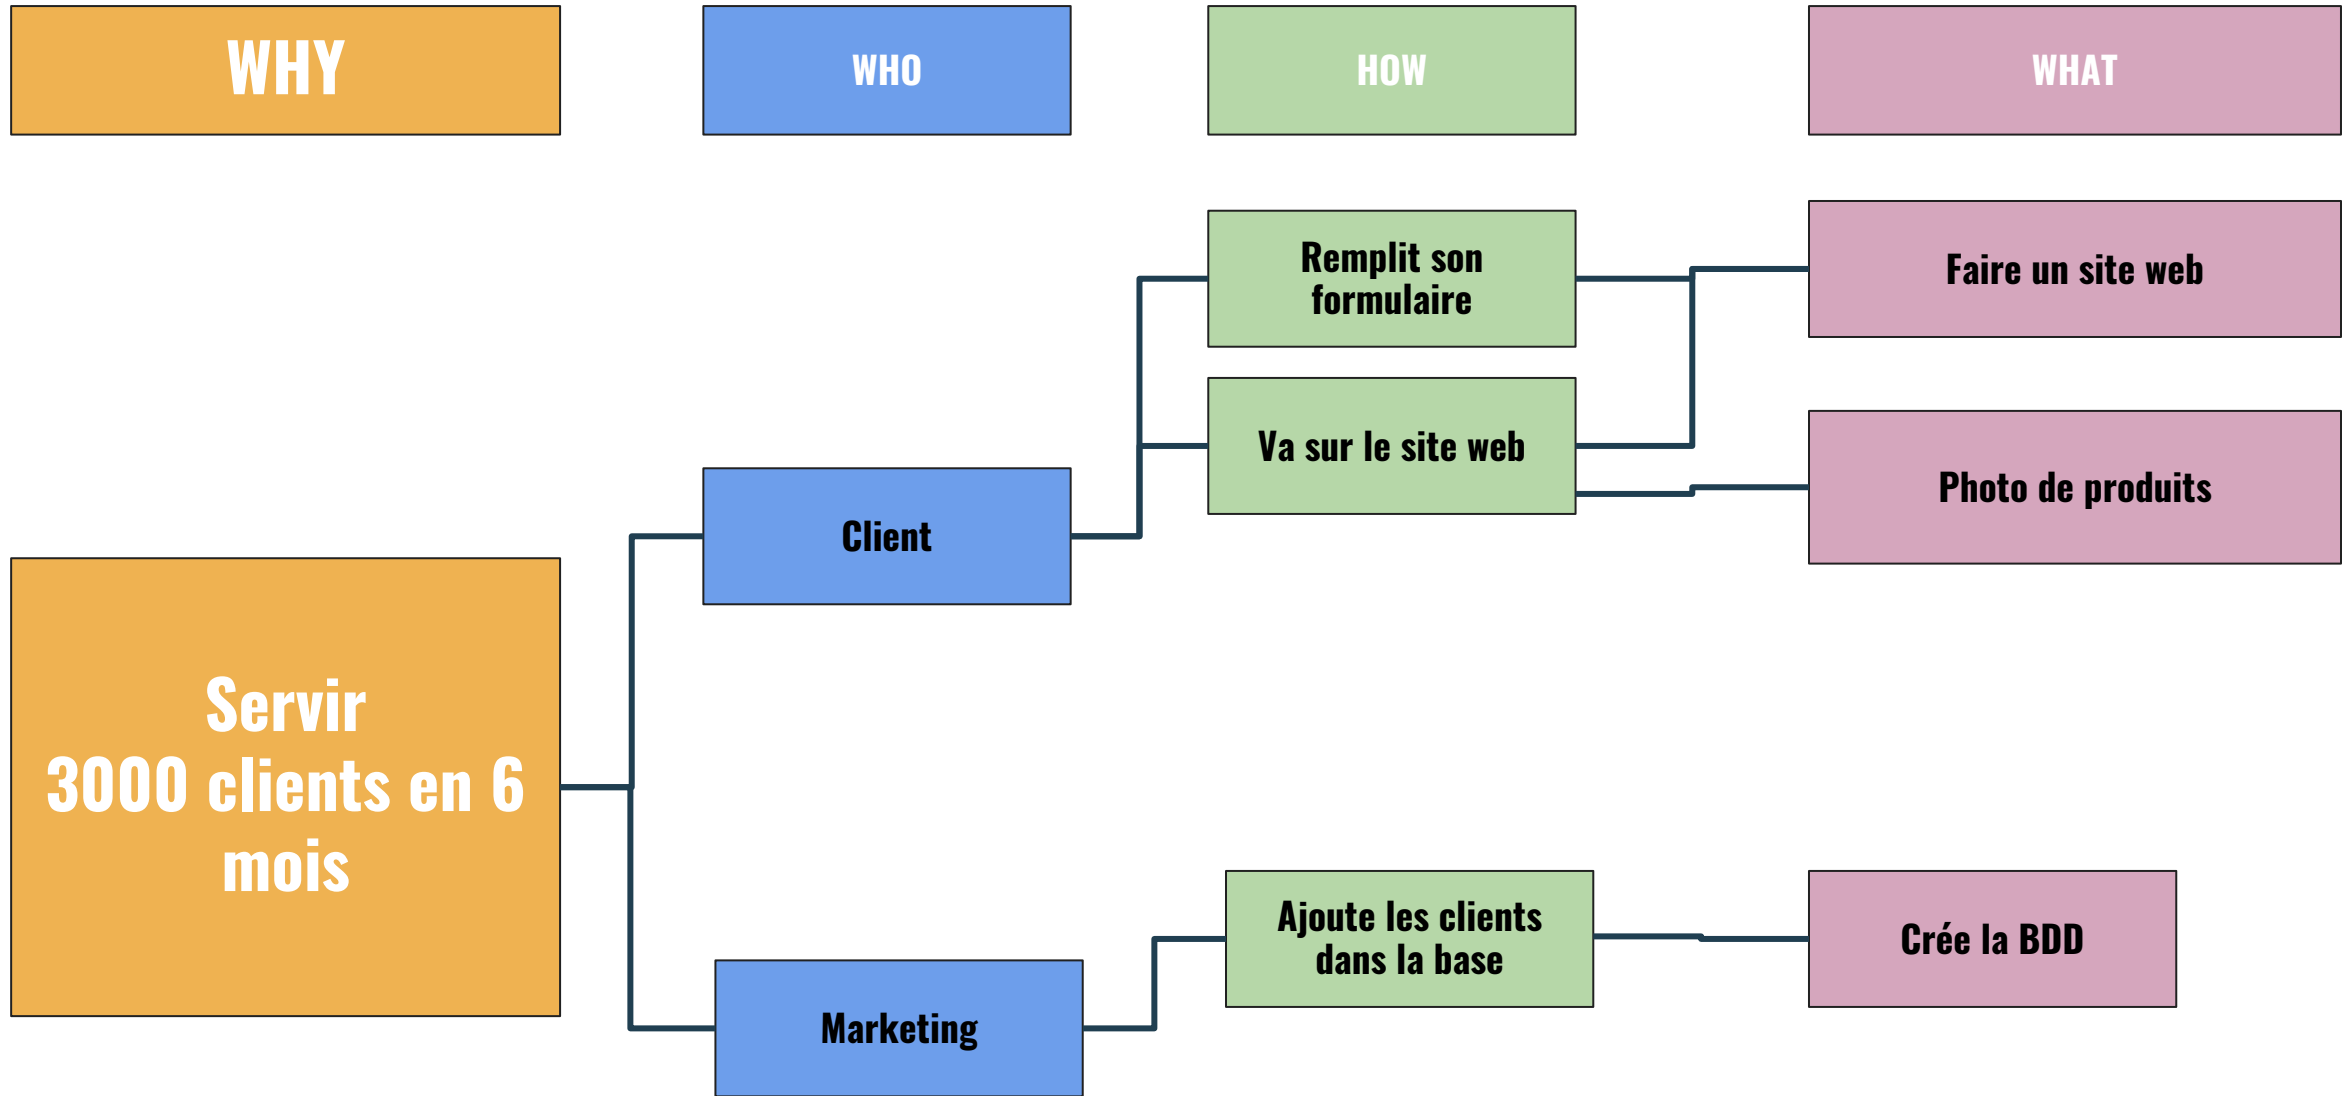 WHY
WHO
HOW
WHAT
Remplit son
formulaire
Faire un site web
Va sur le site web
Photo de produits
Client
Servir
3000 clients en 6
mois
Ajoute les clients
dans la base
Crée la BDD
Marketing